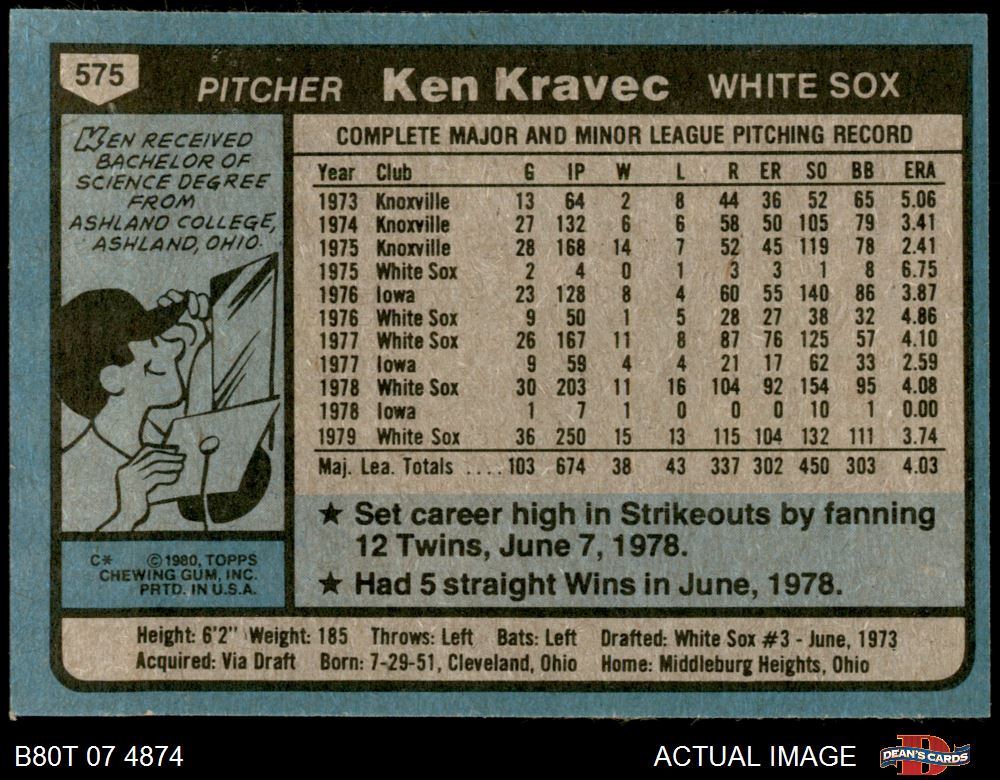 575 PITCHER Ken Kravec WHITE SOX
KEN RECEIVED
BACHELOR OF
SCIENCE DEGREE
FROM
ASHLAND COLLEGE,
ASHLAND, OHIO.
C* ©1980, TOPPS
CHEWING GUM, INC.
PRTD. IN U.S.A.
COMPLETE MAJOR AND MINOR LEAGUE PITCHING RECORD
Year Club G IP W L R ER SO BB ERA
1973 Knoxville 13 64 2 8 44 36 52 65 5.06
1974 Knoxville 27 132 6 6 58 50 105 79 3.41
1975 Knoxville 28 168 14 7 52 45 119 78 2.41
1975 White Sox 2 4 0 1 3 3 1 8 6.75
1976 Iowa 23 128 8 4 60 55 140 86 3.87
1976 White Sox 9 50 1 5 28 27 38 32 4.86
1977 White Sox 26 167 11 8 87 76 125 57 4.10
1977 Iowa 9 59 4 4 21 17 62 33 2.59
1978 White Sox 30 203 11 16 104 92 154 95 4.08
1978 Iowa 1 7 1 0 0 0 10 1 0.00
1979 White Sox 36 250 15 13 115 104 132 111 3.74
Maj. Lea. Totals .... 103 674 38 43 337 302 450 303 4.03
★ Set career high in Strikeouts by fanning
12 Twins, June 7, 1978.
★ Had 5 straight Wins in June, 1978.
Height: 6'2" Weight: 185 Throws: Left Bats: Left Drafted: White Sox #3 - June, 1973
Acquired: Via Draft Born: 7-29-51, Cleveland, Ohio Home: Middleburg Heights, Ohio
B80T 07 4874 ACTUAL IMAGE DEAN'S CARDS